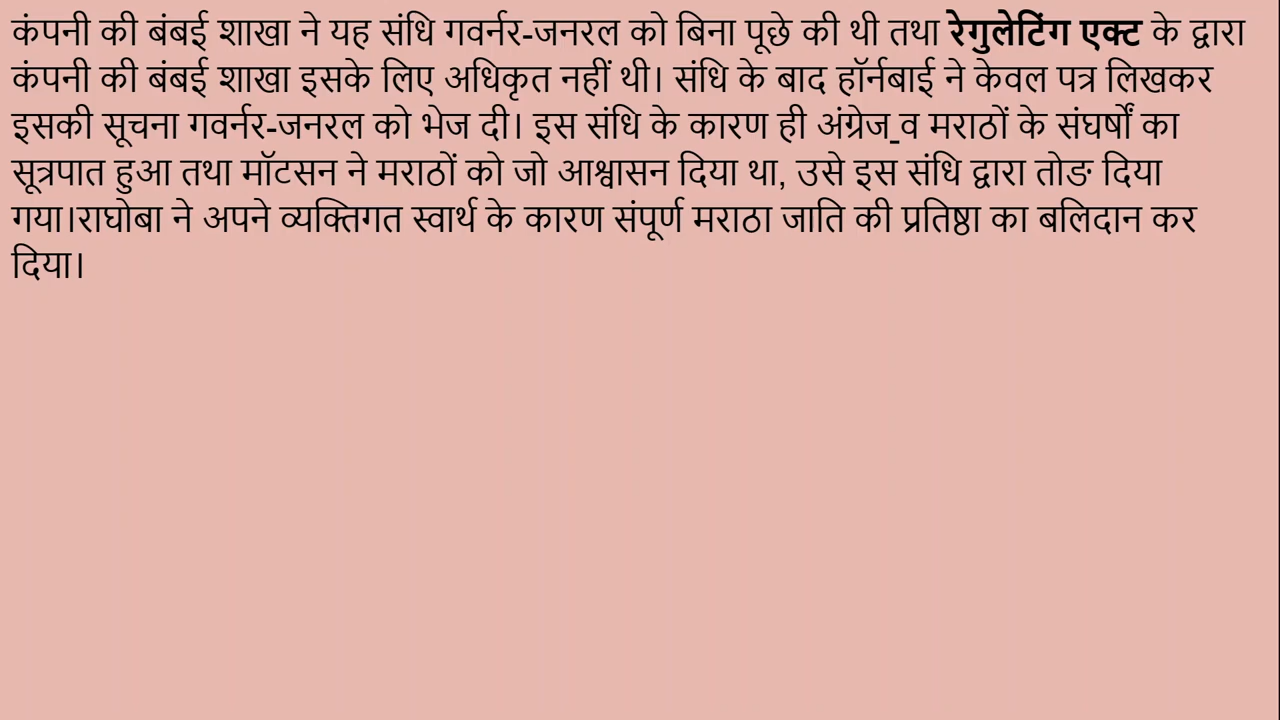 कंपनी की बंबई शाखा ने यह संधि गवर्नर-जनरल को बिना पूछे की थी तथा रेगुलेटिंग एक्ट के द्वारा
कंपनी की बंबई शाखा इसके लिए अधिकृत नहीं थी। संधि के बाद हॉर्नबाई ने केवल पत्र लिखकर
इसकी सूचना गवर्नर-जनरल को भेज दी। इस संधि के कारण ही अंग्रेज_व मराठों के संघर्षों का
सूत्रपात हुआ तथा मॉटसन ने मराठों को जो आश्वासन दिया था, उसे इस संधि द्वारा तोङ दिया
गया।राघोबा ने अपने व्यक्तिगत स्वार्थ के कारण संपूर्ण मराठा जाति की प्रतिष्ठा का बलिदान कर
दिया।